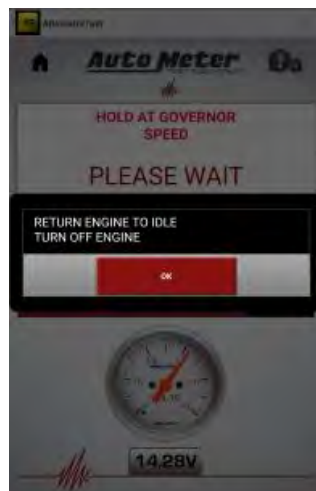 Auto Meter
HOLD AT GOVERNOR
SPEED
PLEASE WAIT
RETURN ENGINE TO IDLE
TURN OFF ENGINE
OK
14.28V